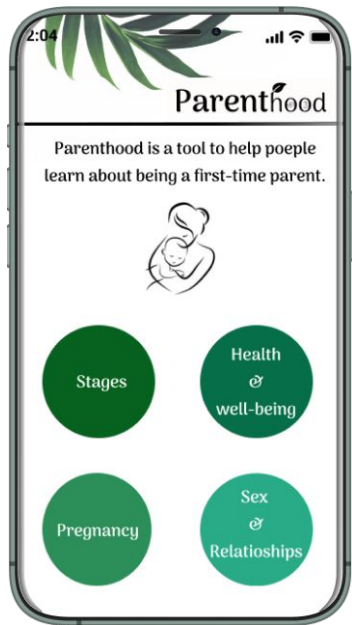 2:04
Parenthood
Parenthood is a tool to help poeple
learn about being a first-time parent.
Stages
Health
&
well-being
Pregnancy
Sex
&
Relatioships